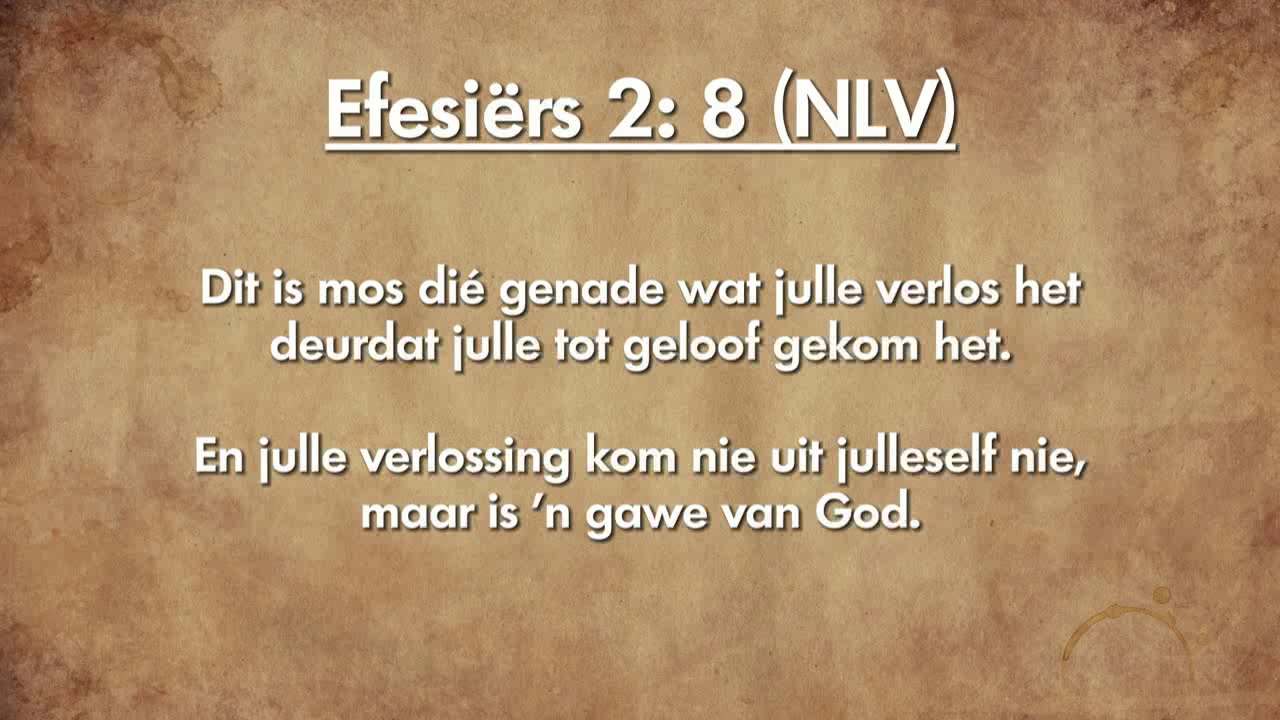 Efesiërs 2: 8 (NLV)
Dit is mos dié genade wat julle verlos het
deurdat julle tot geloof gekom het.
En julle verlossing kom nie uit julleself nie,
maar is ’n gawe van God.